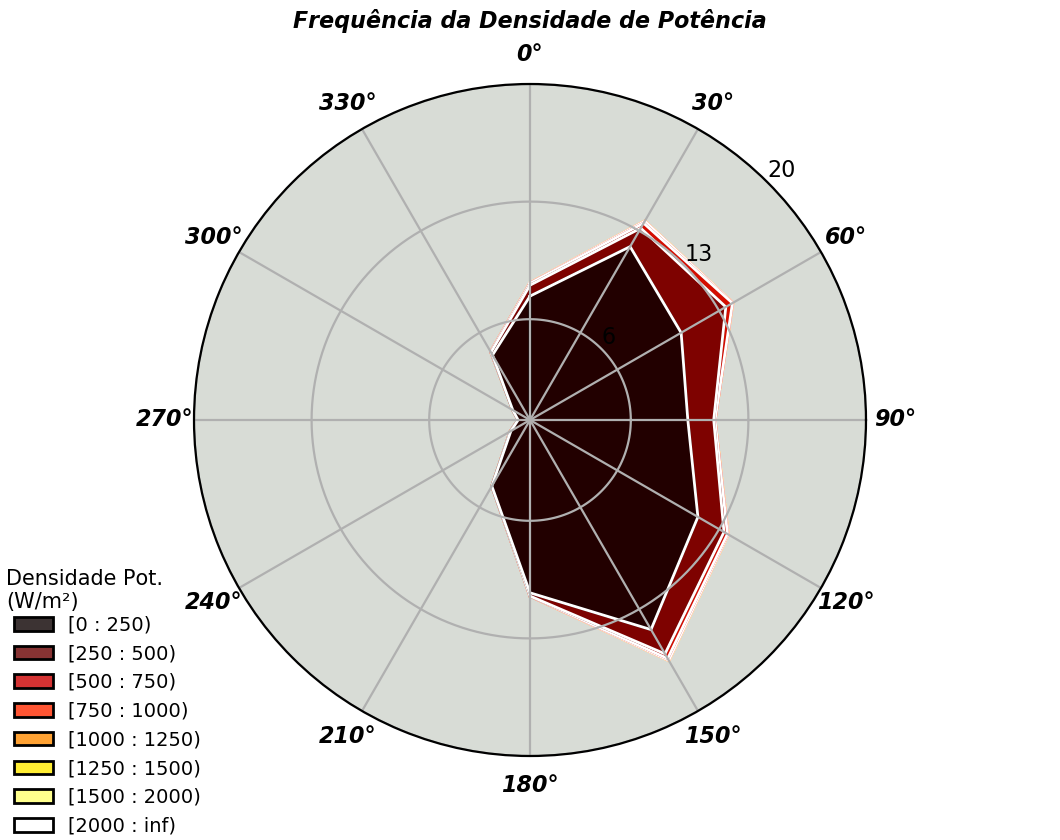 Frequência da Densidade de Potência
0°
330°
30°
20
300°
60°
13
6
270°
90°
Densidade Pot.
(W/m²)
240°
120°
[0 : 250)
[250 : 500)
[500 : 750)
[750 : 1000)
210°
150°
[1000 : 1250)
[1250 : 1500)
180°
[1500 : 2000)
[2000 : inf)